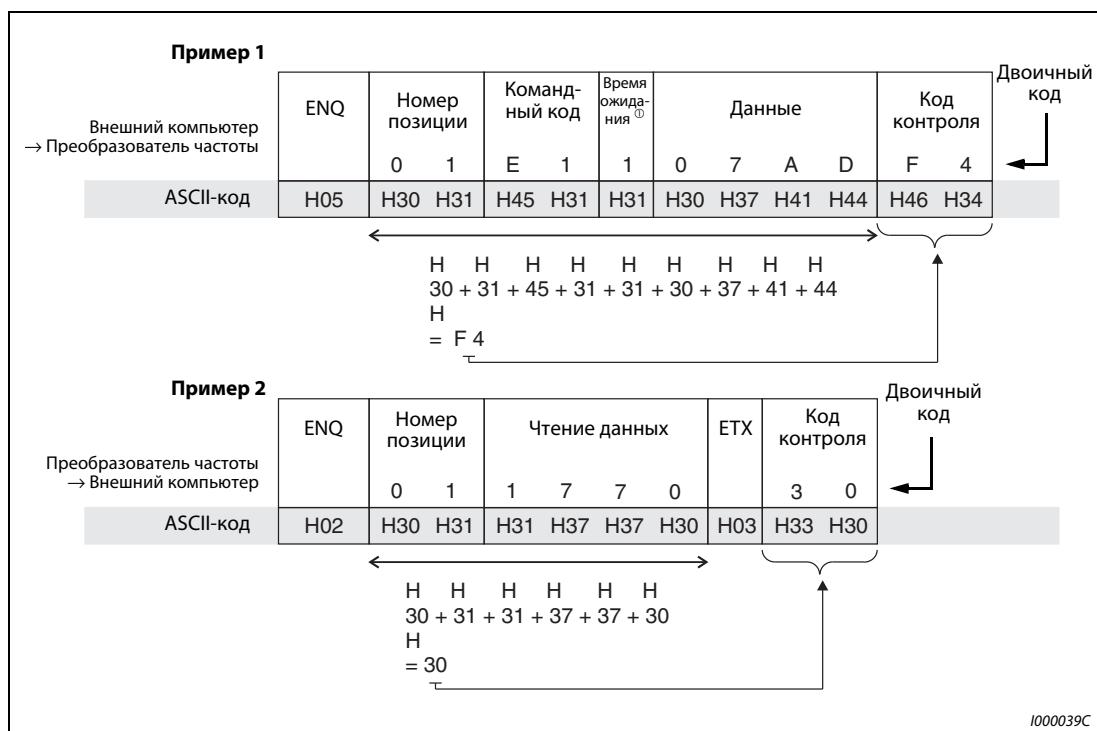 Пример 1
Двоичный
код
ENQ
Номер
позиции
Команд-
ный код
Время
ожида-
ния ①
Данные
Код
контроля
Внешний компьютер
→ Преобразователь частоты
0 1 E 1 1 0 7 A D F 4
ASCII-код H05 H30 H31 H45 H31 H31 H30 H37 H41 H44 H46 H34
H H H H H H H H H
30 + 31 + 45 + 31 + 31 + 30 + 37 + 41 + 44
H
= F 4
Пример 2
Двоичный
код
ENQ
Номер
позиции
Чтение данных
ETX
Код
контроля
Преобразователь частоты
→ Внешний компьютер
0 1 1 7 7 0 3 0
ASCII-код H02 H30 H31 H31 H37 H37 H30 H03 H33 H30
H H H H H H
30 + 31 + 31 + 37 + 37 + 30
H
= 30
I000039C